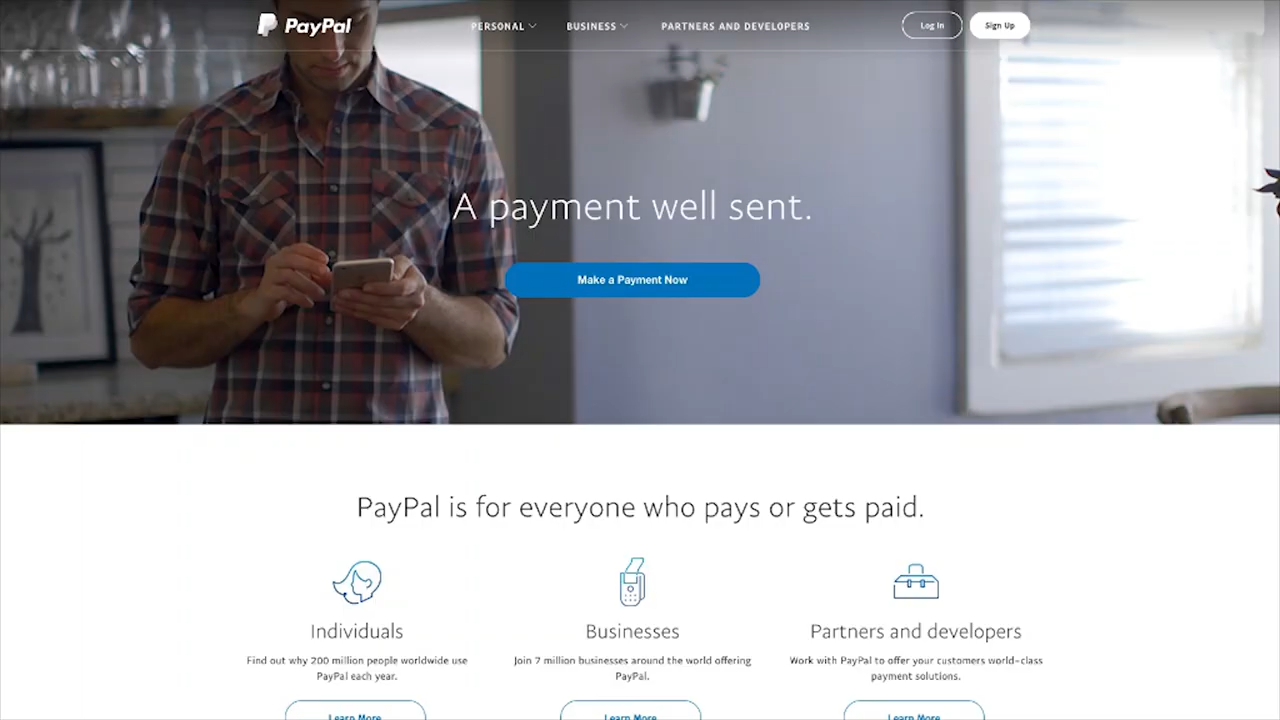 PayPal
PERSONAL
BUSINESS
PARTNERS AND DEVELOPERS
Log In
Sign Up
A payment well sent.
Make a Payment Now
PayPal is for everyone who pays or gets paid.
Individuals
Find out why 200 million people worldwide use
PayPal each year.
Learn More
Businesses
Join 7 million businesses around the world offering
PayPal.
Learn More
Partners and developers
Work with PayPal to offer your customers world-class
payment solutions.
Learn More